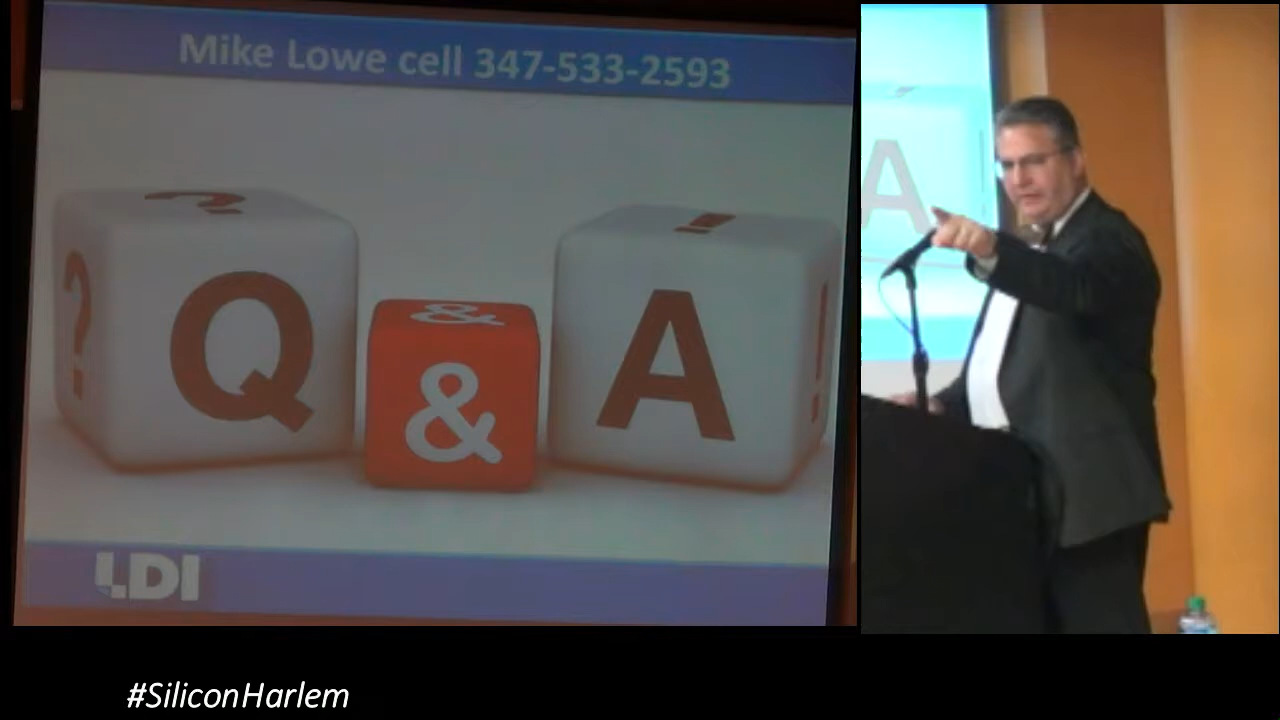 Mike Lowe cell 347-533-2593
? ? Q & & A ! !
LDI
A
#SiliconHarlem